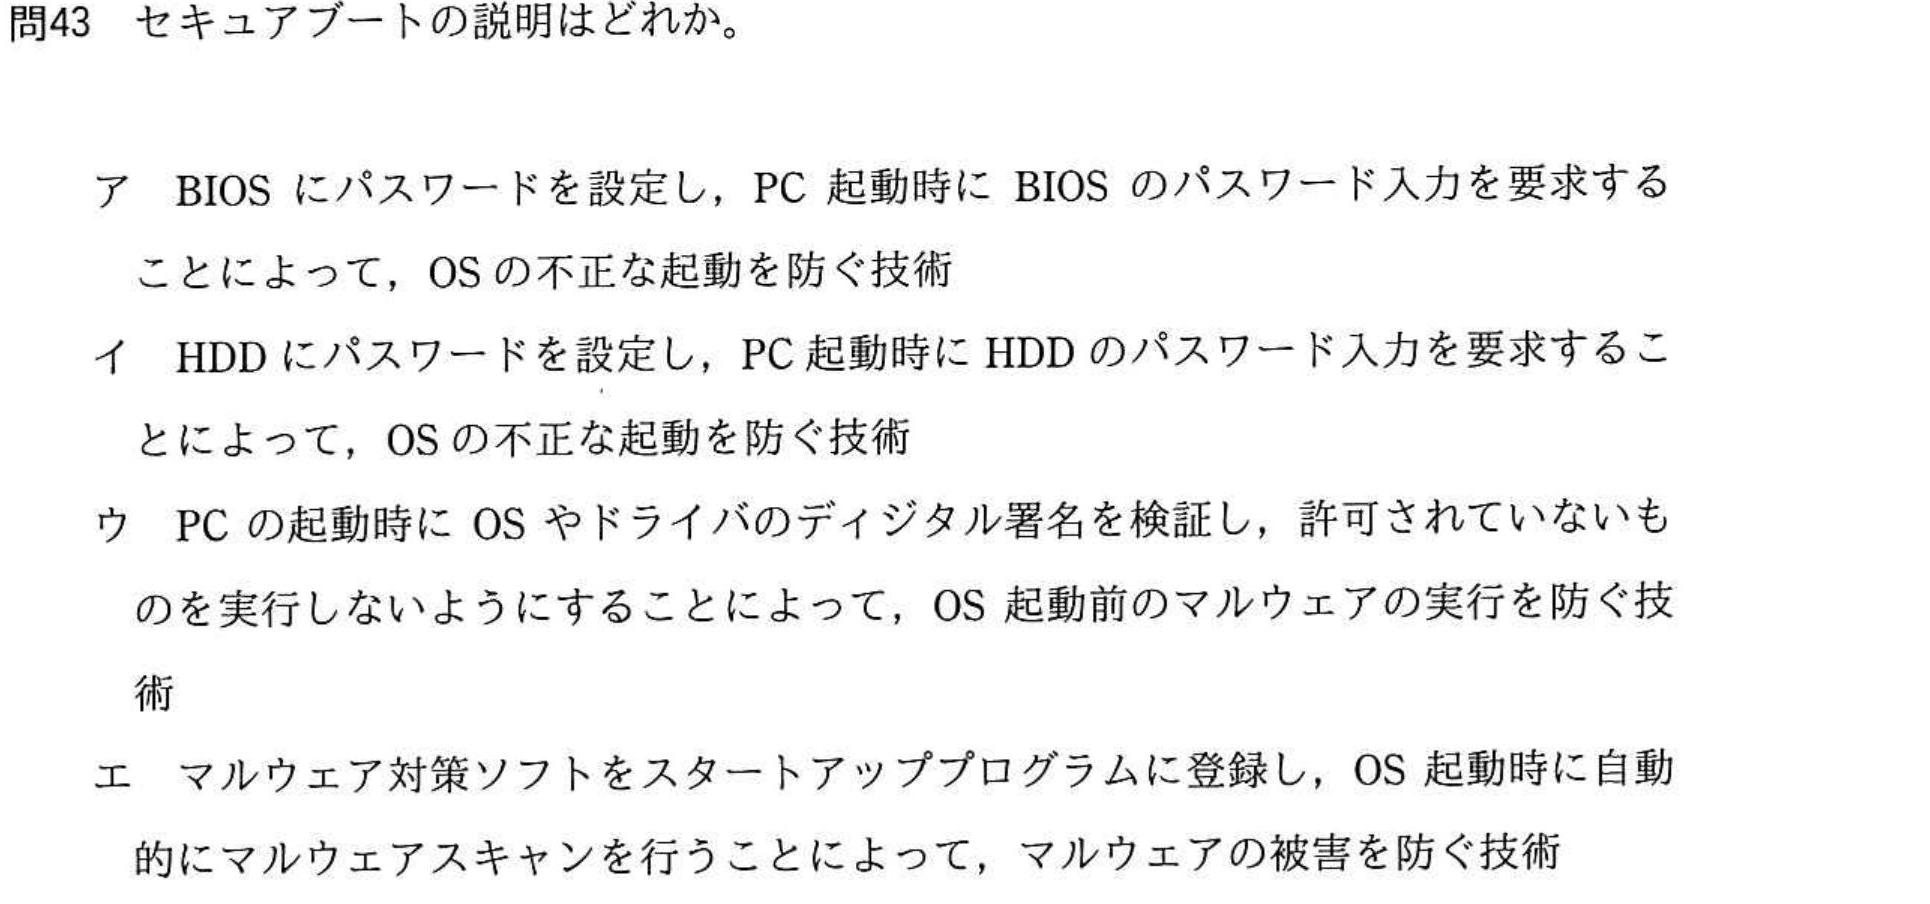 問43　セキュアブートの説明はどれか。
ア　BIOS にパスワードを設定し，PC 起動時に BIOS のパスワード入力を要求する
ことによって，OS の不正な起動を防ぐ技術
イ　HDD にパスワードを設定し，PC 起動時に HDD のパスワード入力を要求するこ
とによって，OS の不正な起動を防ぐ技術
ウ　PC の起動時に OS やドライバのディジタル署名を検証し，許可されていないも
のを実行しないようにすることによって，OS 起動前のマルウェアの実行を防ぐ技
術
エ　マルウェア対策ソフトをスタートアッププログラムに登録し，OS 起動時に自動
的にマルウェアスキャンを行うことによって，マルウェアの被害を防ぐ技術